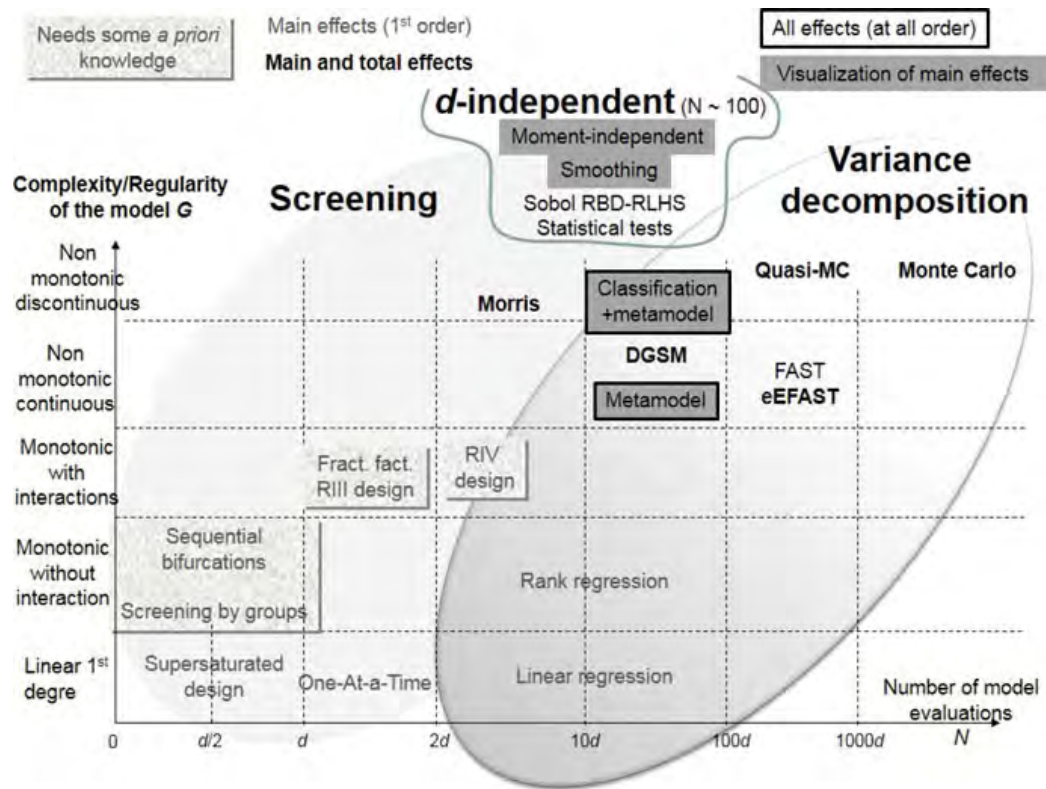 Needs some a priori
knowledge
Main effects (1st order)
Main and total effects
All effects (at all order)
Visualization of main effects
d-independent (N ~ 100)
Moment-independent
Smoothing
Sobol RBD-RLHS
Statistical tests
Complexity/Regularity
of the model G
Screening
Variance
decomposition
Non
monotonic
discontinuous
Morris
Classification
+metamodel
Quasi-MC
Monte Carlo
Non
monotonic
continuous
DGSM
Metamodel
FAST
eEFAST
Monotonic
with
interactions
Fract. fact.
RIII design
RIV
design
Monotonic
without
interaction
Sequential
bifurcations
Screening by groups
Rank regression
Linear 1st
degre
Supersaturated
design
One-At-a-Time
Linear regression
Number of model
evaluations
0
d/2
d
2d
10d
100d
1000d
N